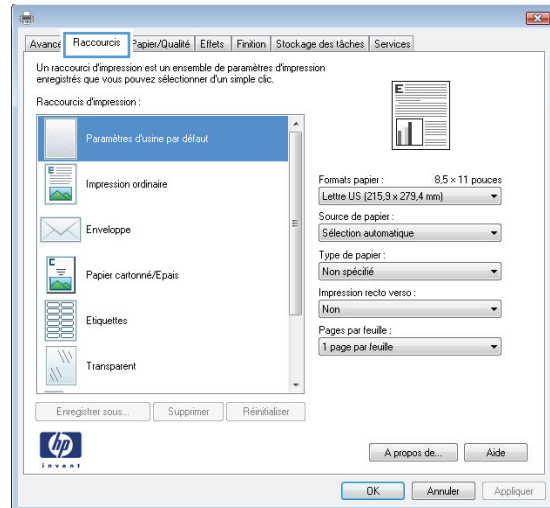 Avancé Raccourcis Papier/Qualité Effets Finition Stockage des tâches Services
Un raccourci d'impression est un ensemble de paramètres d'impression
enregistrés que vous pouvez sélectionner d'un simple clic.
Raccourcis d'impression :
Paramètres d'usine par défaut
Impression ordinaire
Enveloppe
Papier cartonné/Epais
Etiquettes
Transparent
Enregistrer sous... Supprimer Réinitialiser
E
Formats papier : 8,5 × 11 pouces
Lettre US (215,9 x 279,4 mm)
Source de papier :
Sélection automatique
Type de papier :
Non spécifié
Impression recto verso :
Non
Pages par feuille :
1 page par feuille
hp
invent
A propos de... Aide
OK Annuler Appliquer